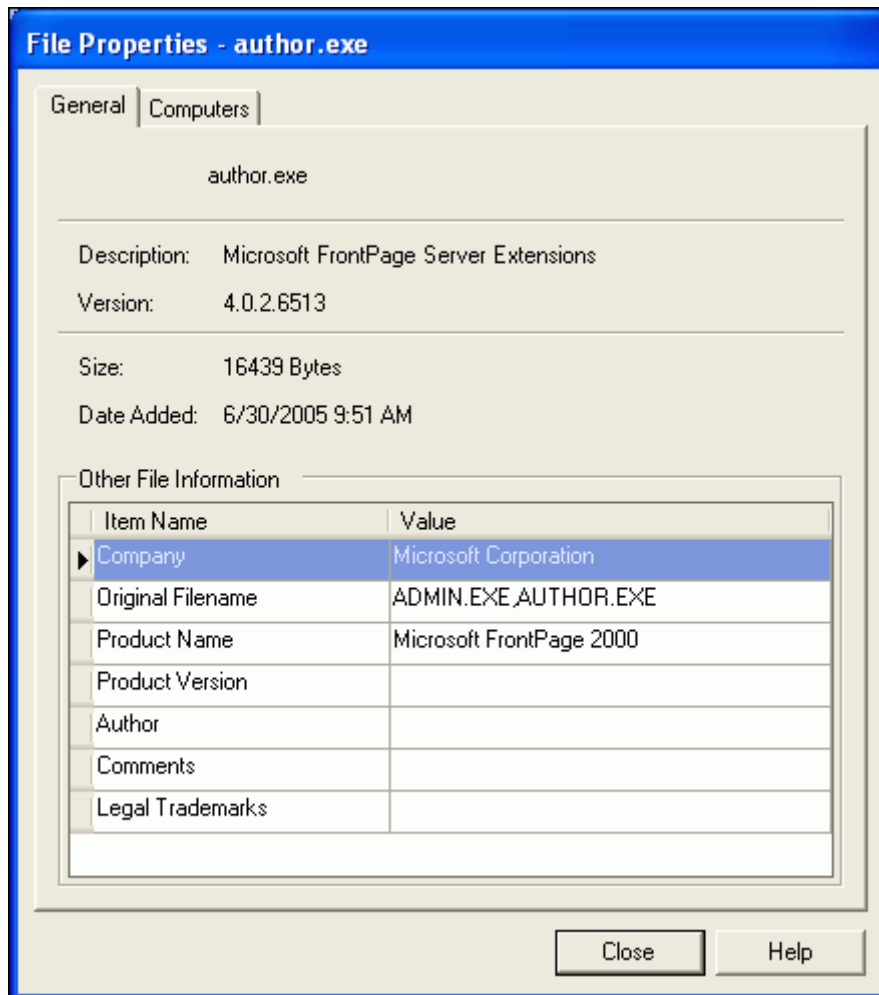 File Properties - author.exe
General Computers
author.exe
Description: Microsoft FrontPage Server Extensions
Version: 4.0.2.6513
Size: 16439 Bytes
Date Added: 6/30/2005 9:51 AM
Other File Information
Item Name Value
Company Microsoft Corporation
Original Filename ADMIN.EXE,AUTHOR.EXE
Product Name Microsoft FrontPage 2000
Product Version
Author
Comments
Legal Trademarks
Close Help